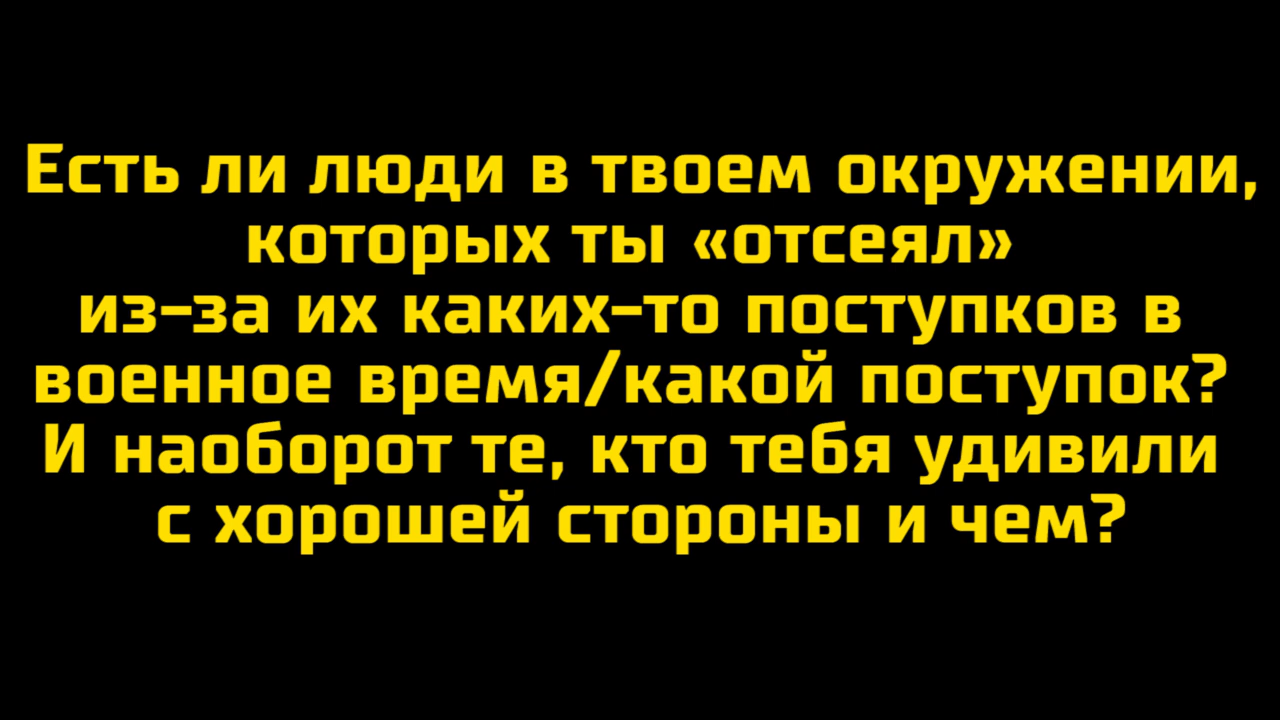 Есть ли люди в твоем окружении,
которых ты «отсеял»
из-за их каких-то поступков в
военное время/какой поступок?
И наоборот те, кто тебя удивили
с хорошей стороны и чем?